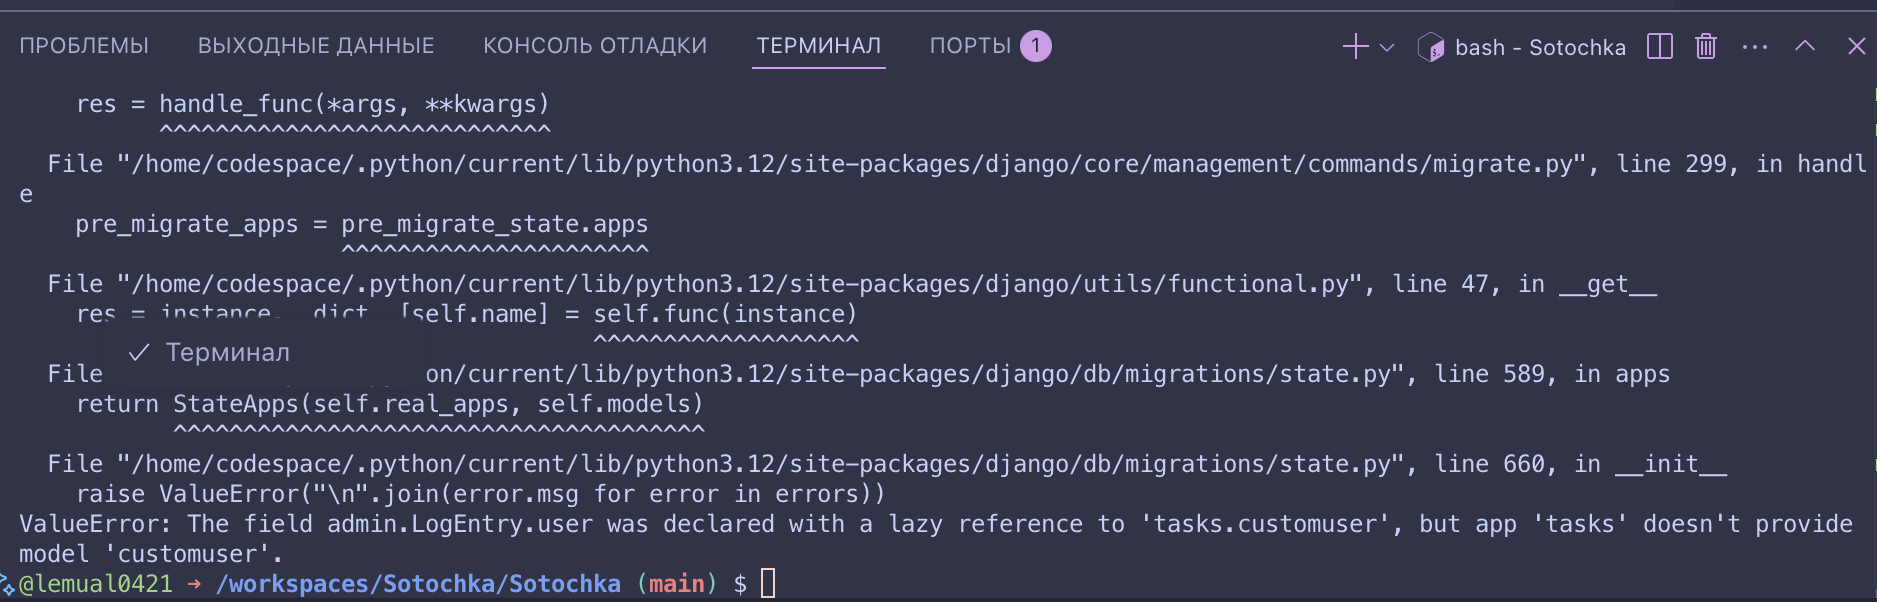 ПРОБЛЕМЫ ВЫХОДНЫЕ ДАННЫЕ КОНСОЛЬ ОТЛАДКИ ТЕРМИНАЛ ПОРТЫ 1 bash - Sotochka
res = handle_func(*args, **kwargs)
^^^^^^^^^^^^^^^^^^^^^^^^^^^^
File "/home/codespace/.python/current/lib/python3.12/site-packages/django/core/management/commands/migrate.py", line 299, in handl
e
pre_migrate_apps = pre_migrate_state.apps
^^^^^^^^^^^^^^^^^^^^^^
File "/home/codespace/.python/current/lib/python3.12/site-packages/django/utils/functional.py", line 47, in __get__
res = instance.__dict__[self.name] = self.func(instance)
^^^^^^^^^^^^^^^^^^^
✓ Терминал
File on/current/lib/python3.12/site-packages/django/db/migrations/state.py", line 589, in apps
return StateApps(self.real_apps, self.models)
^^^^^^^^^^^^^^^^^^^^^^^^^^^^^^^^^^^^^^
File "/home/codespace/.python/current/lib/python3.12/site-packages/django/db/migrations/state.py", line 660, in __init__
raise ValueError("\n".join(error.msg for error in errors))
ValueError: The field admin.LogEntry.user was declared with a lazy reference to 'tasks.customuser', but app 'tasks' doesn't provide
model 'customuser'.
@lemual0421 → /workspaces/Sotochka/Sotochka (main) $